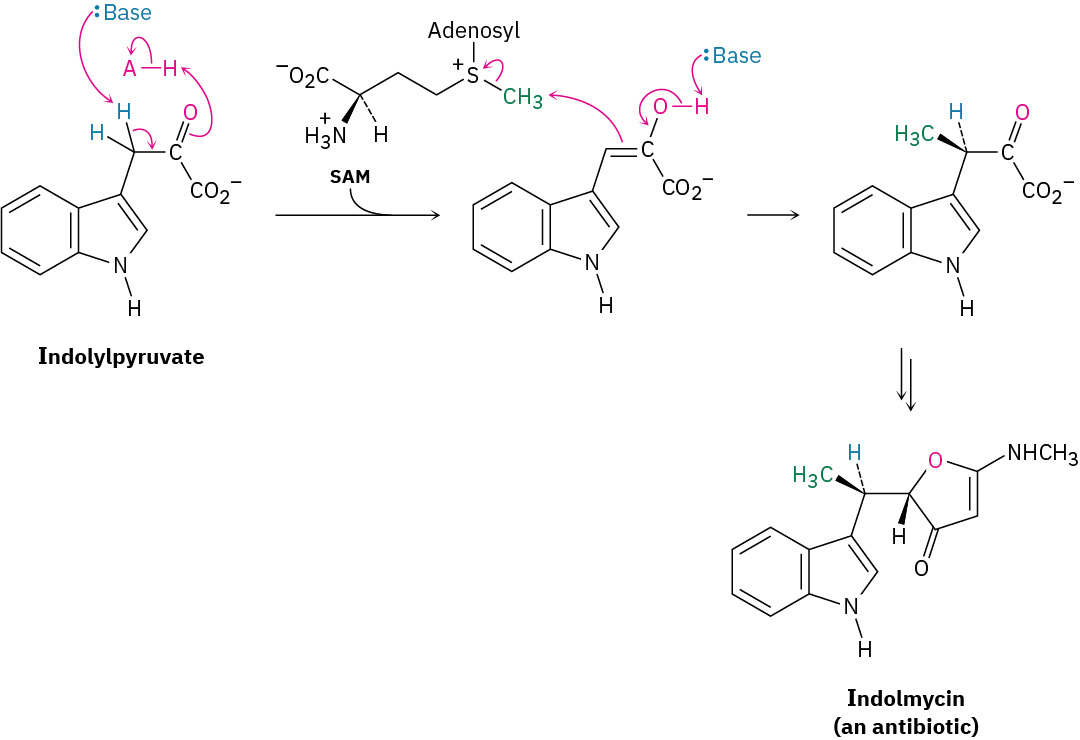 :Base
A—H
H
H
O
C
CO₂⁻
N
H
Indolylpyruvate
Adenosyl
⁻O₂C
+
S
CH₃
+
H₃N
H
SAM
:Base
O—H
C
CO₂⁻
N
H
H
O
H₃C
C
CO₂⁻
N
H
H
O
NHCH₃
H₃C
H
O
N
H
Indolmycin
(an antibiotic)